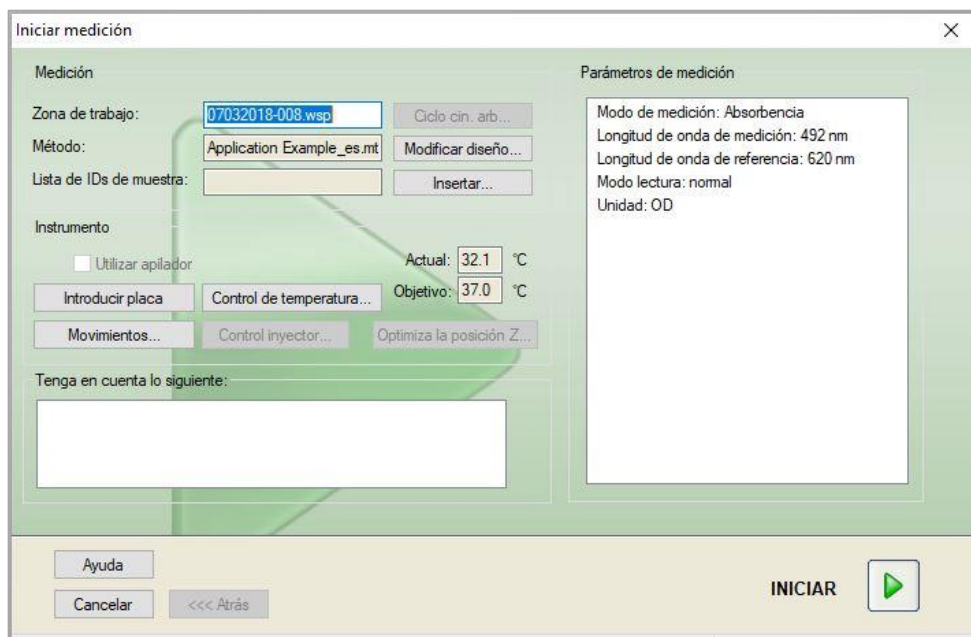 Iniciar medición
Medición
Zona de trabajo: 07032018-008.wsp Ciclo cin. arb...
Método: Application Example_es.mt Modificar diseño...
Lista de IDs de muestra: Insertar...
Instrumento
Utilizar apilador
Actual: 32.1 °C
Introducir placa Control de temperatura... Objetivo: 37.0 °C
Movimientos... Control inyector... Optimiza la posición Z...
Tenga en cuenta lo siguiente:
Parámetros de medición
Modo de medición: Absorbencia
Longitud de onda de medición: 492 nm
Longitud de onda de referencia: 620 nm
Modo lectura: normal
Unidad: OD
Ayuda
Cancelar <<< Atrás
INICIAR